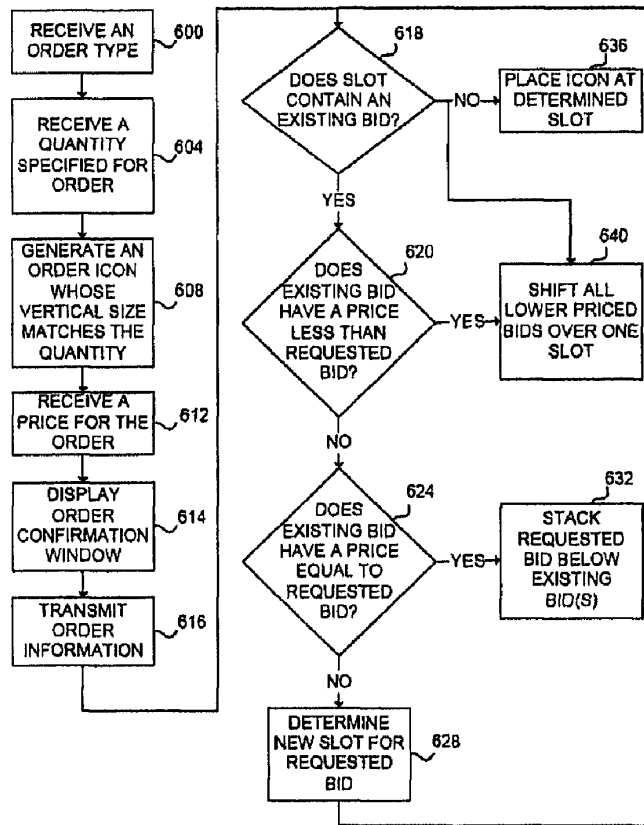 RECEIVE AN
ORDER TYPE
600
RECEIVE A
QUANTITY
SPECIFIED FOR
ORDER
604
GENERATE AN
ORDER ICON
WHOSE
VERTICAL SIZE
MATCHES THE
QUANTITY
608
RECEIVE A
PRICE FOR THE
ORDER
612
DISPLAY
ORDER
CONFIRMATION
WINDOW
614
TRANSMIT
ORDER
INFORMATION
616
618
DOES SLOT
CONTAIN AN
EXISTING BID?
NO
636
PLACE ICON AT
DETERMINED
SLOT
YES
620
DOES
EXISTING BID
HAVE A PRICE
LESS THAN
REQUESTED
BID?
YES
640
SHIFT ALL
LOWER PRICED
BIDS OVER ONE
SLOT
NO
624
DOES
EXISTING BID
HAVE A PRICE
EQUAL TO
REQUESTED
BID?
YES
632
STACK
REQUESTED
BID BELOW
EXISTING
BID(S)
NO
DETERMINE
NEW SLOT FOR
REQUESTED
BID
628